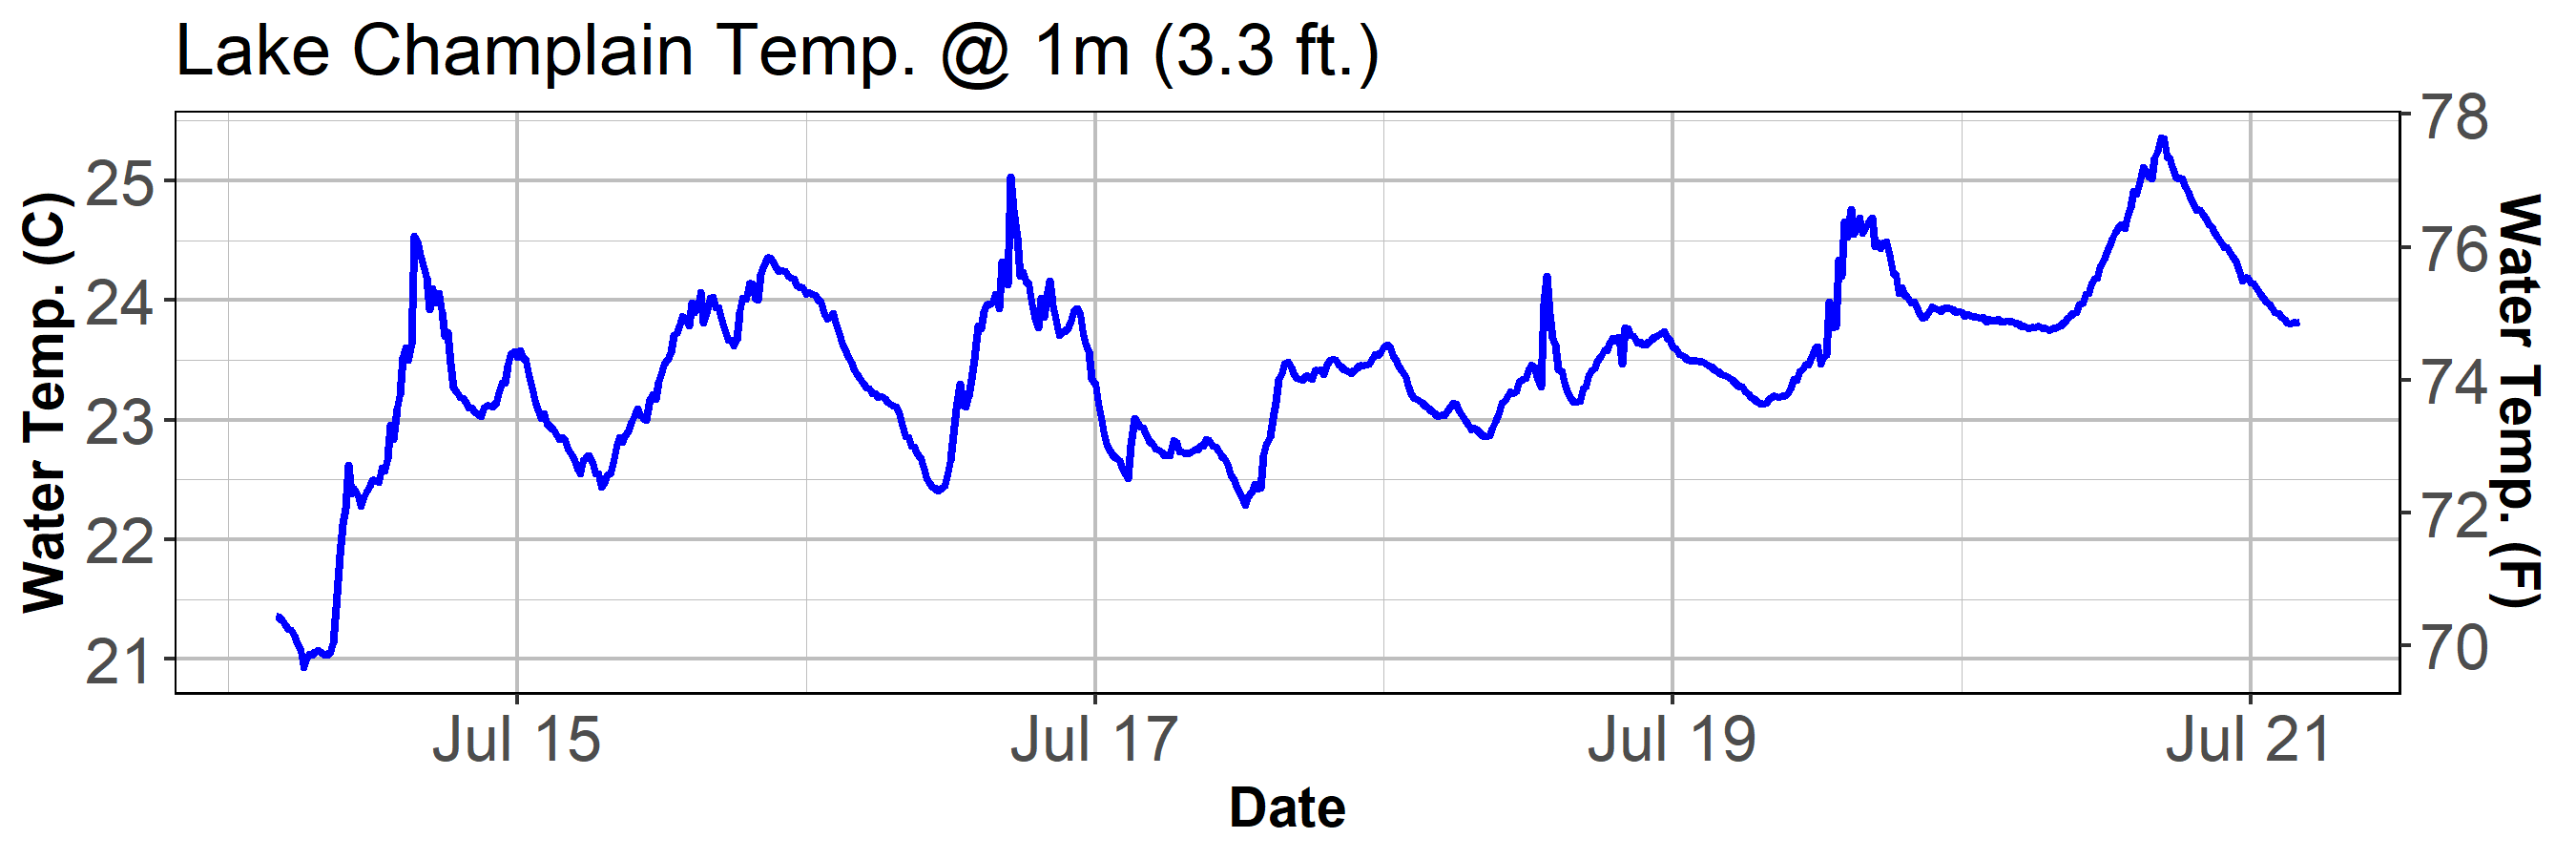 Lake Champlain Temp. @ 1m (3.3 ft.)
Water Temp. (C)
25
24
23
22
21
78
76
74
72
70
Water Temp. (F)
Jul 15
Jul 17
Jul 19
Jul 21
Date